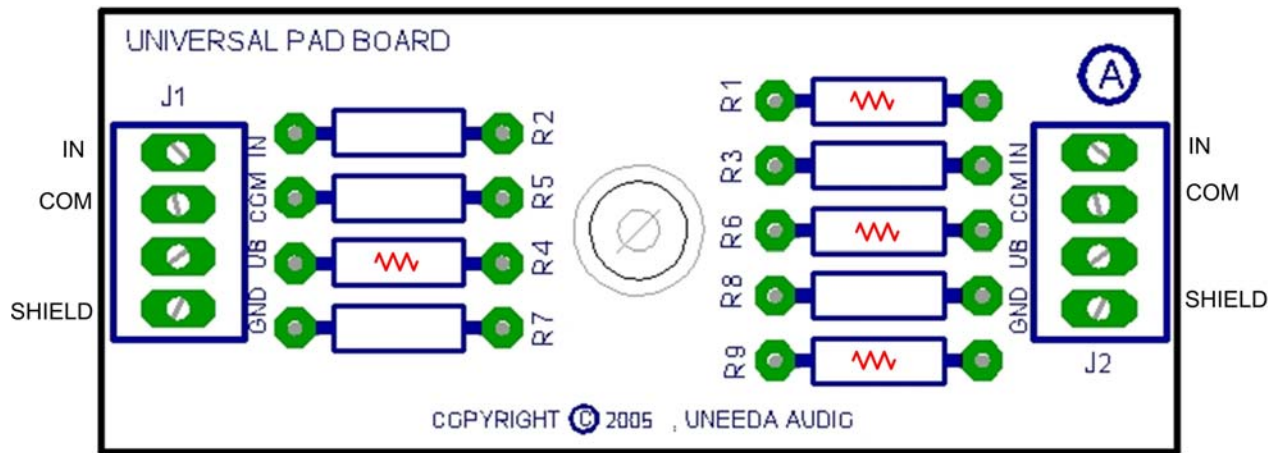 UNIVERSAL PAD BOARD
A
J1
IN
COM
SHIELD
IN
COM
UB
GND
R2
R5
R4
R7
R1
R3
R6
R8
R9
IN
COM
UB
GND
IN
COM
SHIELD
J2
COPYRIGHT © 2005 , UNEEDA AUDIO